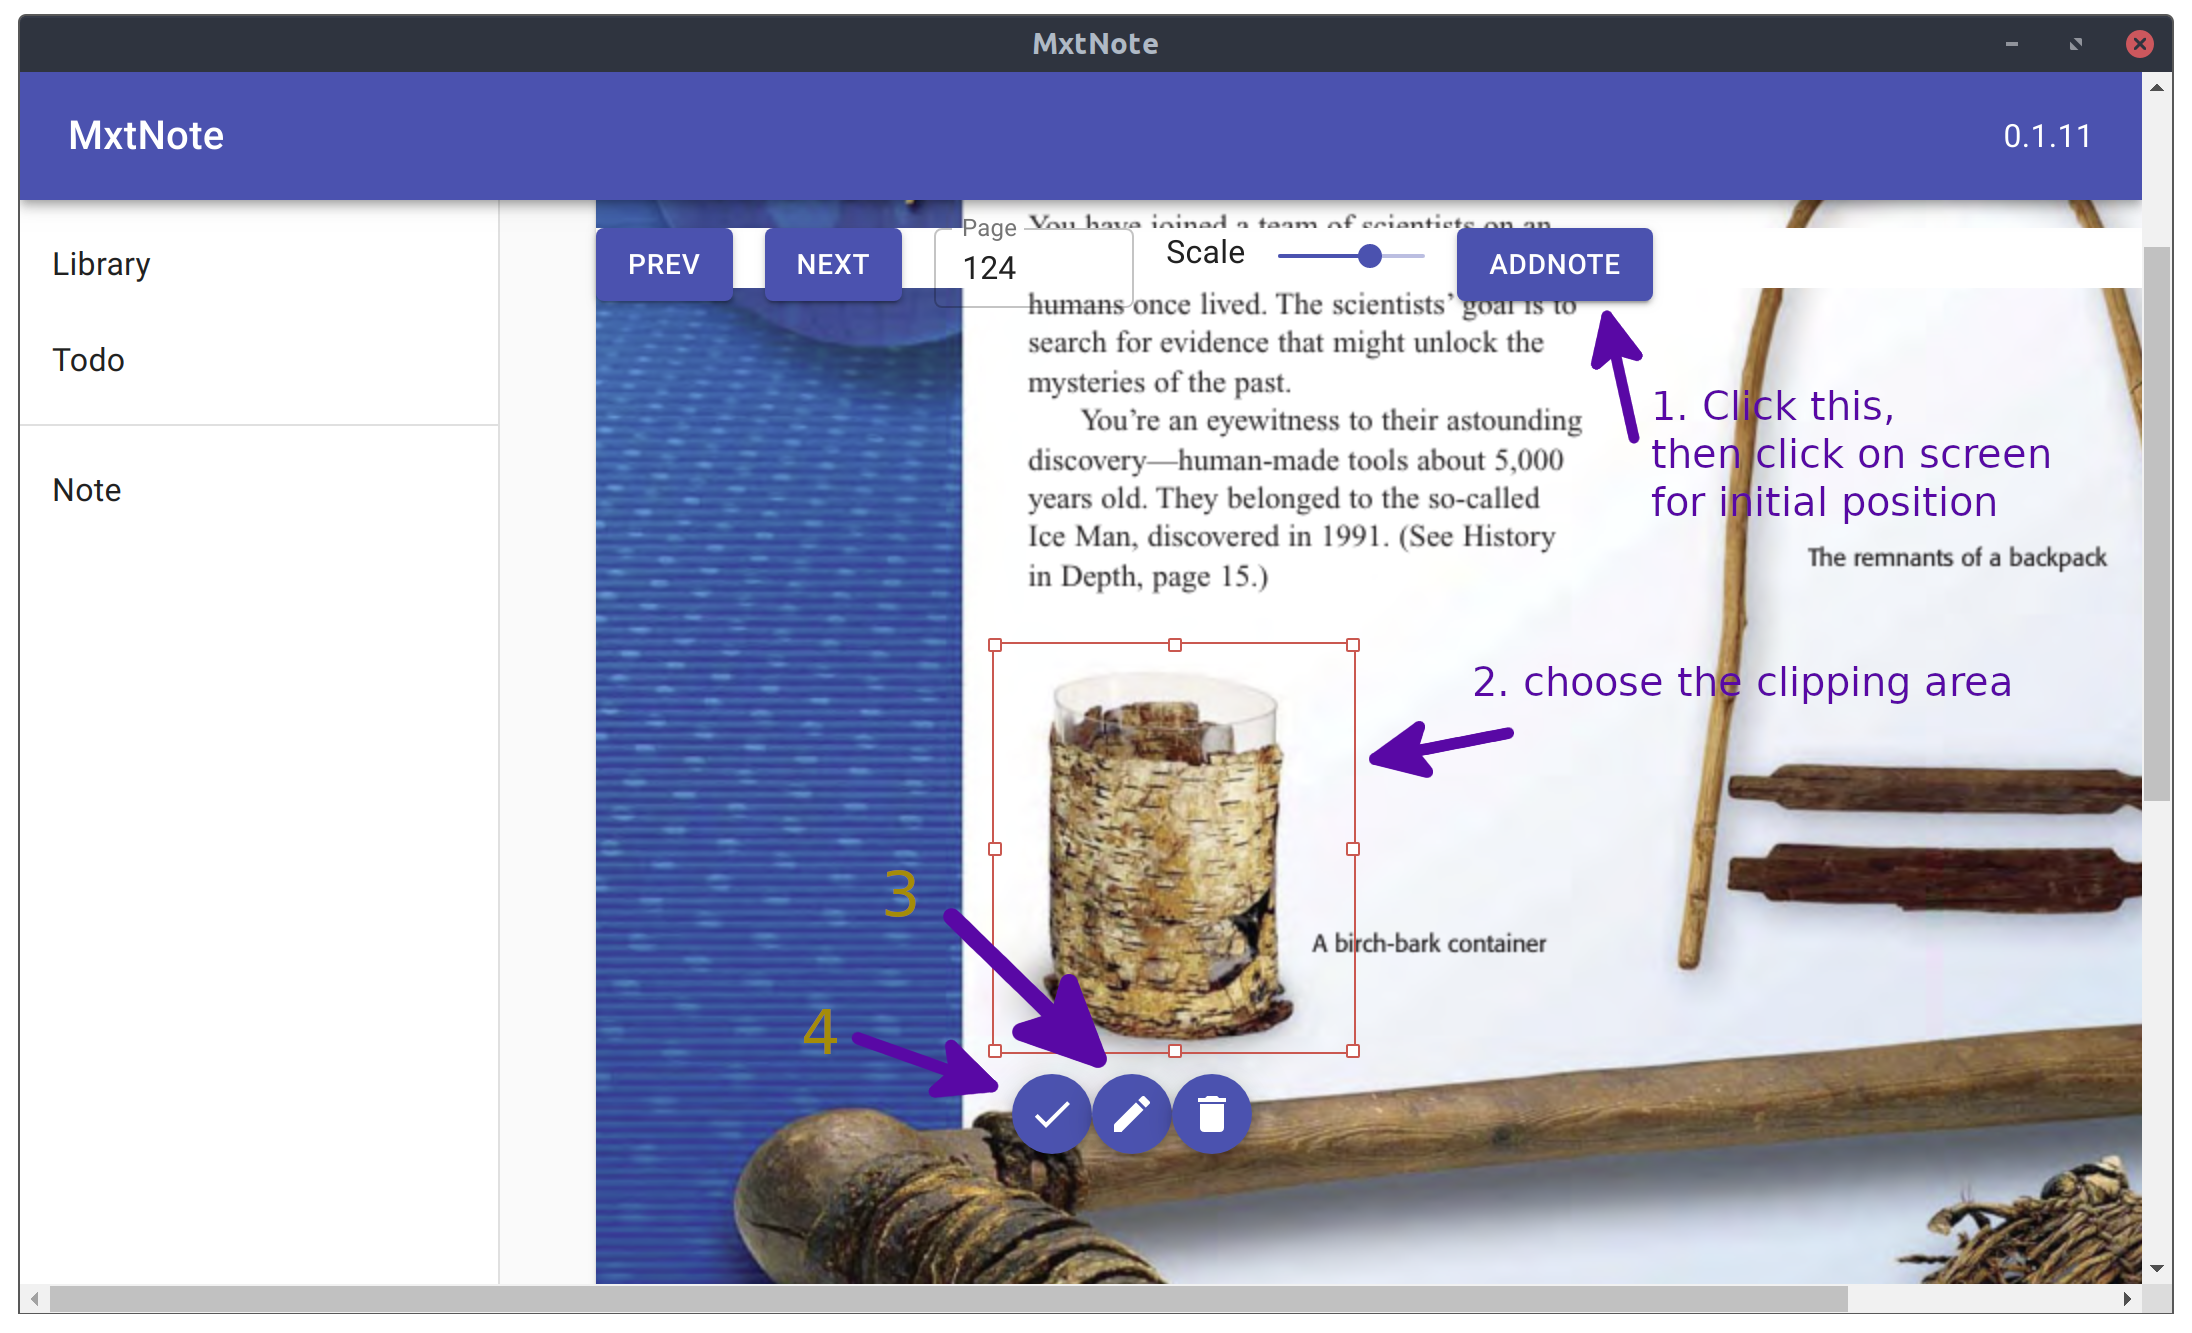 MxtNote
MxtNote
0.1.11
Library
Todo
Note
You have joined a team of scientists on an
PREV
NEXT
Page
124
Scale
ADDNOTE
humans once lived. The scientists’ goal is to
search for evidence that might unlock the
mysteries of the past.
You’re an eyewitness to their astounding
discovery—human-made tools about 5,000
years old. They belonged to the so-called
Ice Man, discovered in 1991. (See History
in Depth, page 15.)
1. Click this,
then click on screen
for initial position
The remnants of a backpack
2. choose the clipping area
3
A birch-bark container
4